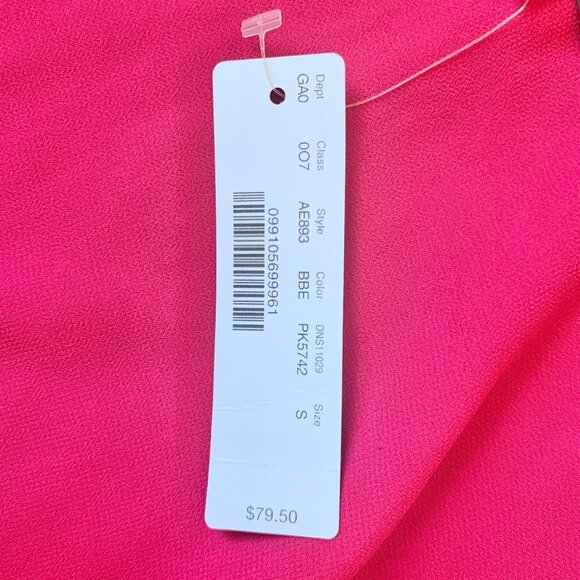 Dept Class Style Color DNS11029 Size
GA0 0O7 AE893 BBE PK5742 S
099105699961
$79.50